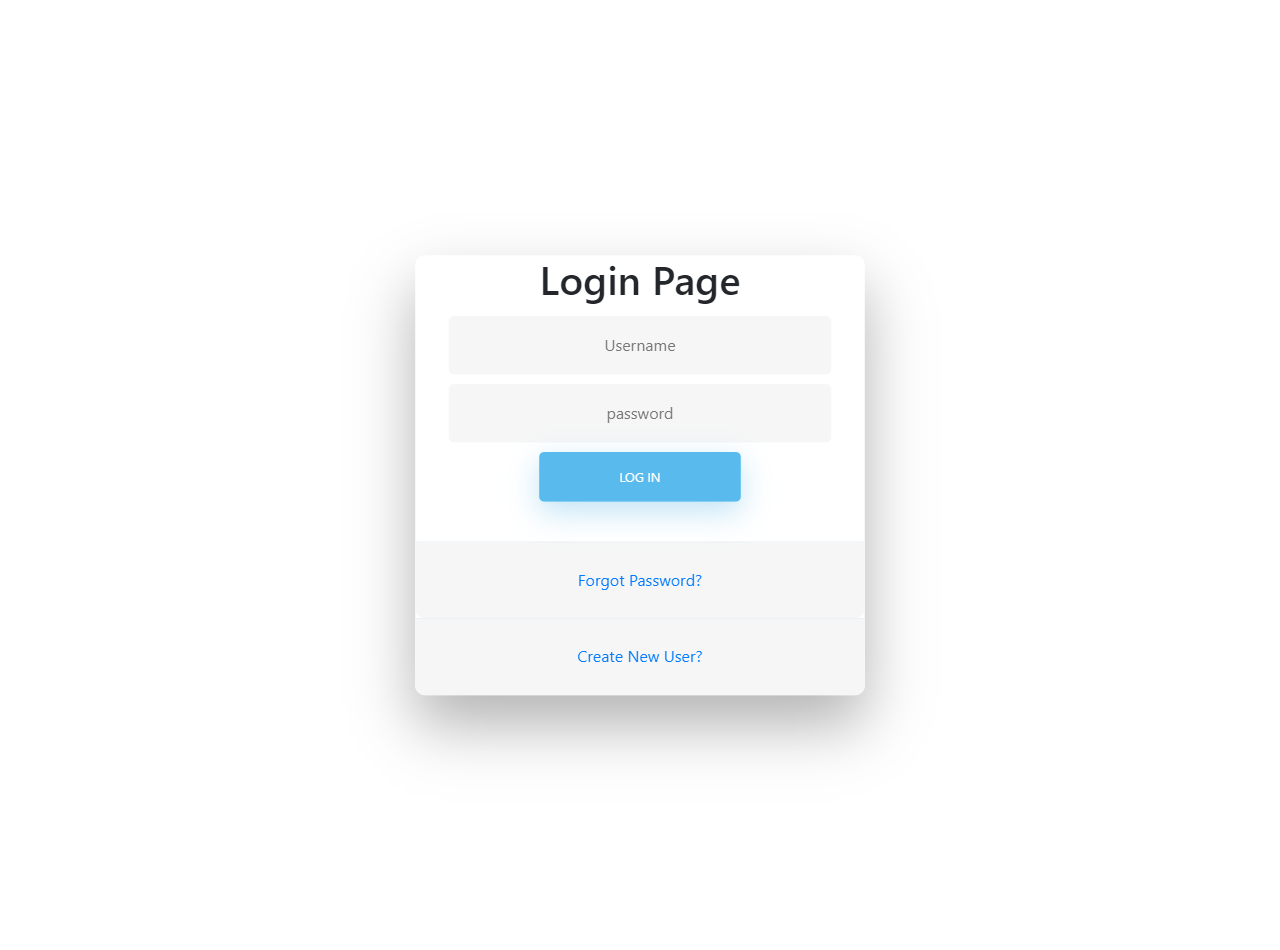 Login Page
Username
password
LOG IN
Forgot Password?
Create New User?